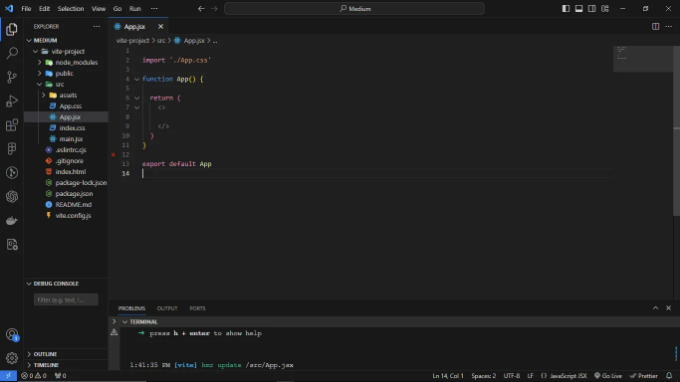 File Edit Selection View Go Run ··· Medium
EXPLORER ···
App.jsx
MEDIUM
vite-project
node_modules
public
src
assets
App.css
App.jsx
index.css
main.jsx
.eslintrc.cjs
.gitignore
index.html
package-lock.json
package.json
README.md
vite.config.js
vite-project > src > App.jsx > ..
1
2 import './App.css'
3
4 function App() {
5
6 return (
7 <>
8
9 </>
10 )
11 }
12
13 export default App
14
DEBUG CONSOLE
Filter (e.g. text, !...
OUTLINE
TIMELINE
PROBLEMS OUTPUT PORTS
TERMINAL
→ press h + enter to show help
1:41:35 PM [vite] hmr update /src/App.jsx
0 0 0 Ln 14, Col 1 Spaces: 2 UTF-8 LF {} JavaScript JSX Go Live Prettier